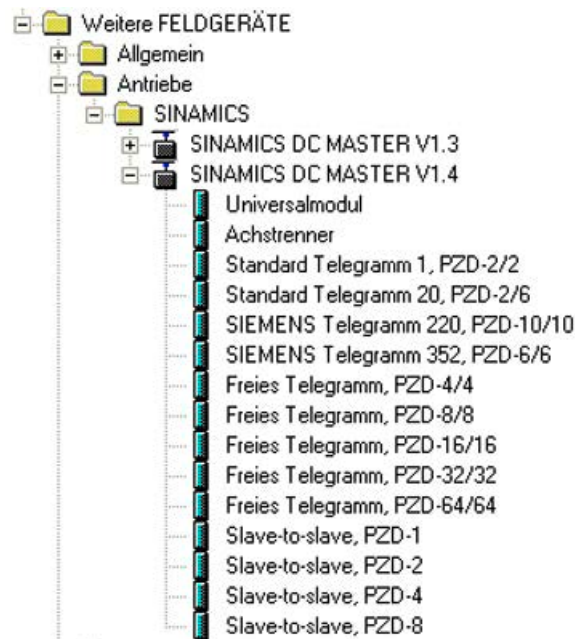 Weitere FELDGERÄTE
Allgemein
Antriebe
SINAMICS
SINAMICS DC MASTER V1.3
SINAMICS DC MASTER V1.4
Universalmodul
Achstrenner
Standard Telegramm 1, PZD-2/2
Standard Telegramm 20, PZD-2/6
SIEMENS Telegramm 220, PZD-10/10
SIEMENS Telegramm 352, PZD-6/6
Freies Telegramm, PZD-4/4
Freies Telegramm, PZD-8/8
Freies Telegramm, PZD-16/16
Freies Telegramm, PZD-32/32
Freies Telegramm, PZD-64/64
Slave-to-slave, PZD-1
Slave-to-slave, PZD-2
Slave-to-slave, PZD-4
Slave-to-slave, PZD-8